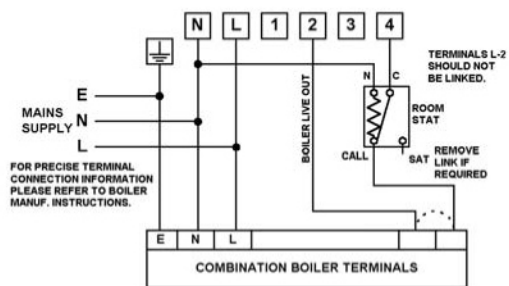 N L 1 2 3 4
TERMINALS L-2
SHOULD NOT
BE LINKED.
N C
ROOM
STAT
BOILER LIVE OUT
E
MAINS
SUPPLY N
L
CALL
SAT
REMOVE
LINK IF
REQUIRED
FOR PRECISE TERMINAL
CONNECTION INFORMATION
PLEASE REFER TO BOILER
MANUF. INSTRUCTIONS.
E N L
COMBINATION BOILER TERMINALS